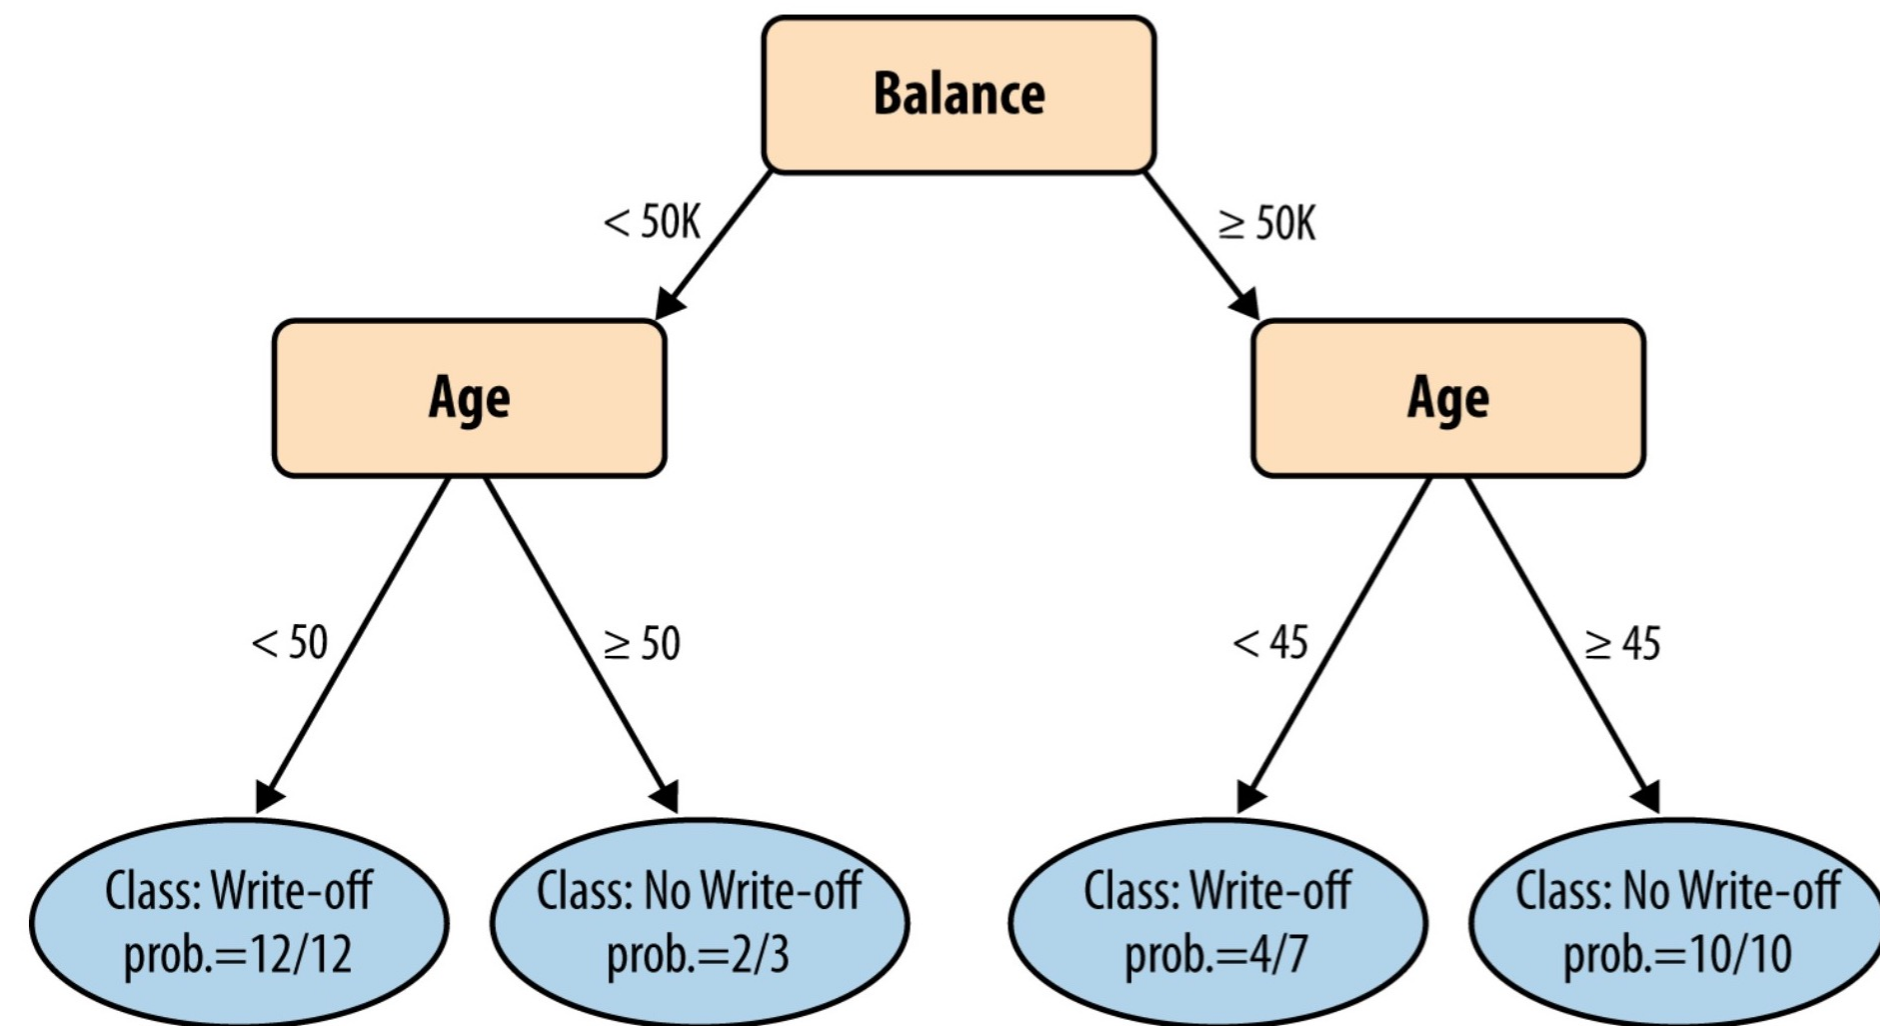 Balance
< 50K
≥ 50K
Age
Age
< 50
≥ 50
< 45
≥ 45
Class: Write-off
prob.=12/12
Class: No Write-off
prob.=2/3
Class: Write-off
prob.=4/7
Class: No Write-off
prob.=10/10